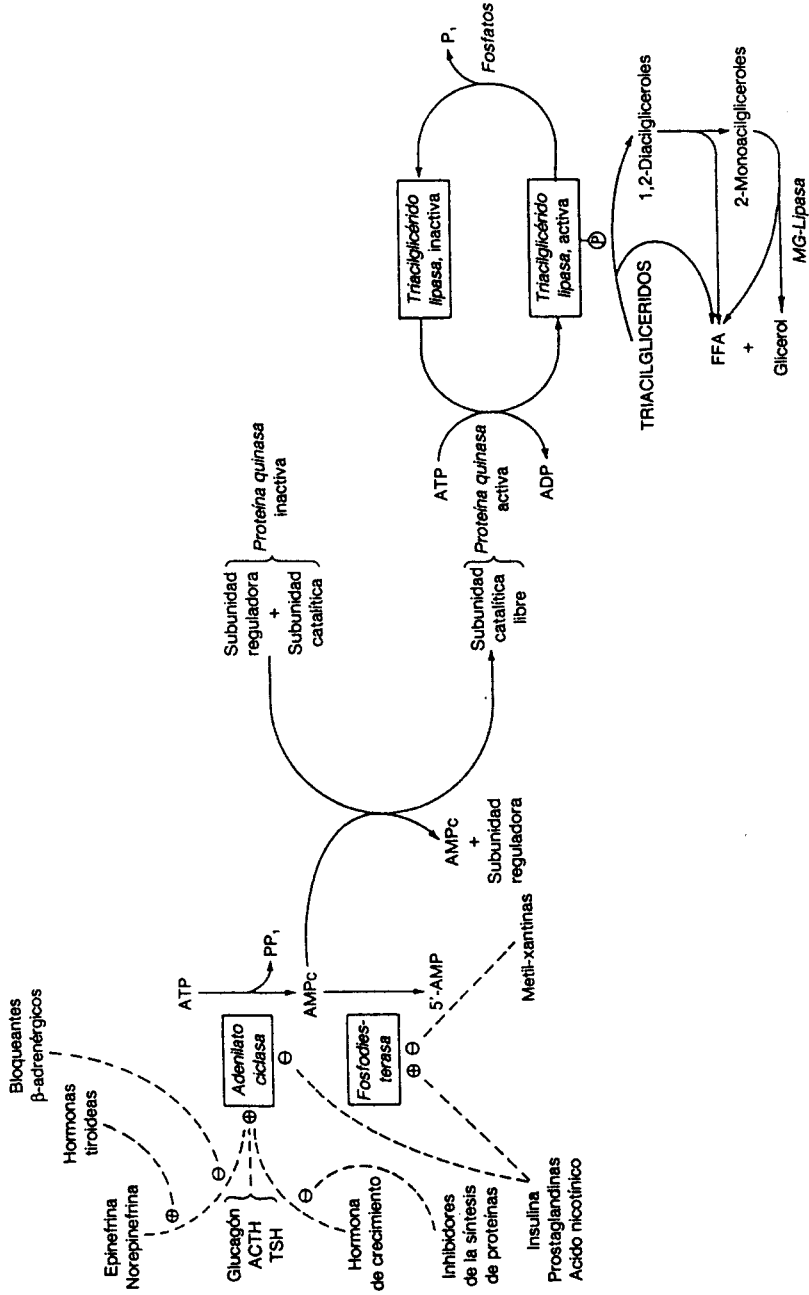 Epinefrina
Norepinefrina
Hormonas
tiroideas
Bloqueantes
β-adrenérgicos
⊕
⊖
Glucagón
ACTH
TSH
⊕
Hormona
de crecimiento
⊖
Inhibidores
de la síntesis
de proteínas
Insulina
Prostaglandinas
Acido nicotínico
Adenilato
ciclasa
⊖
ATP
PP₁
AMPc
5'-AMP
Fosfodies-
terasa
⊕ ⊖
Metil-xantinas
AMPc
+
Subunidad
reguladora
Subunidad
reguladora
+
Subunidad
catalítica
Proteína quinasa
inactiva
Subunidad
catalítica
libre
Proteína quinasa
activa
ATP
ADP
Triacilglicérido
lipasa, inactiva
Triacilglicérido
lipasa, activa
P
P₁
Fosfatos
TRIACILGLICERIDOS
1,2-Diacilgliceroles
2-Monoacilgliceroles
FFA
+
Glicerol
MG-Lipasa